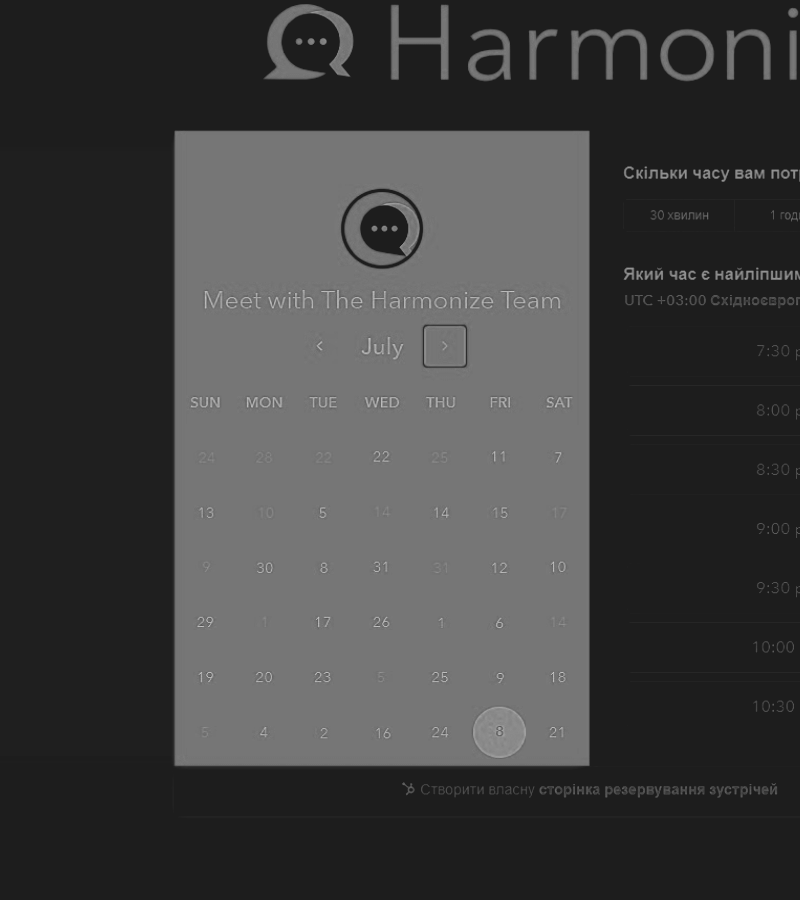 Harmoni
Meet with The Harmonize Team
July
SUN MON TUE WED THU FRI SAT
24 28 22 22 25 11 7
13 10 5 14 14 15 17
9 30 8 31 31 12 10
29 1 17 26 1 6 14
19 20 23 5 25 9 18
5 4 2 16 24 8 21
Скільки часу вам пот
30 хвилин 1 год
Який час є найліпшим
UTC +03:00 Східноєвроп
7:30 р
8:00 р
8:30 р
9:00 р
9:30 р
10:00
10:30
Створити власну сторінка резервування зустрічей